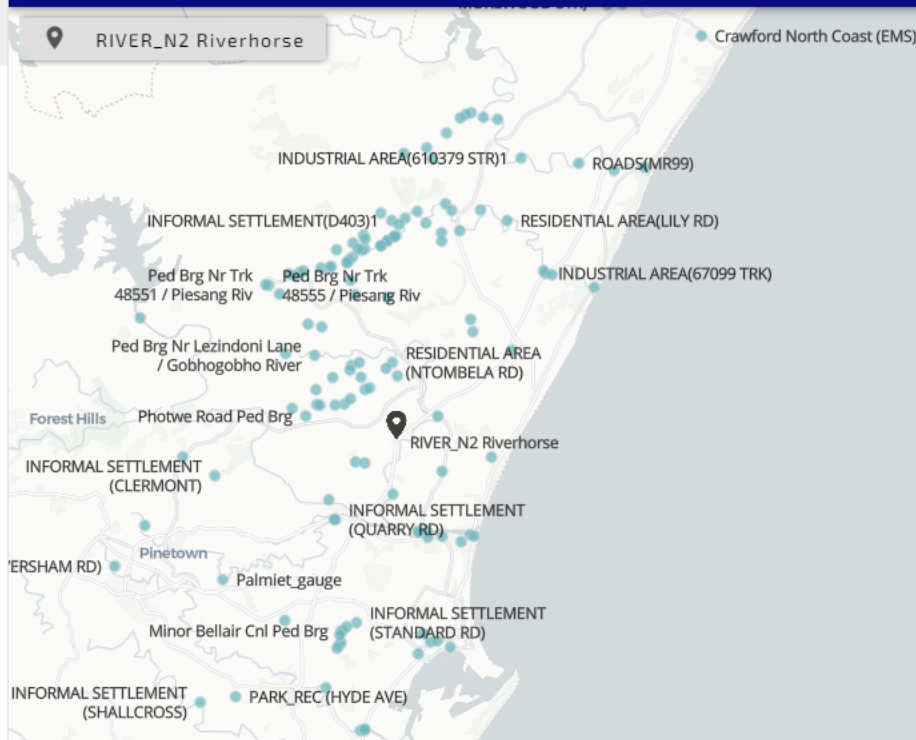 RIVER_N2 Riverhorse
Crawford North Coast (EMS)
INDUSTRIAL AREA(610379 STR)1
ROADS(MR99)
INFORMAL SETTLEMENT(D403)1
RESIDENTIAL AREA(LILY RD)
Ped Brg Nr Trk
48551 / Piesang Riv
Ped Brg Nr Trk
48555 / Piesang Riv
INDUSTRIAL AREA(67099 TRK)
Ped Brg Nr Lezindoni Lane
/ Gobhogobho River
RESIDENTIAL AREA
(NTOMBELA RD)
Forest Hills
Photwe Road Ped Brg
RIVER_N2 Riverhorse
INFORMAL SETTLEMENT
(CLERMONT)
INFORMAL SETTLEMENT
(QUARRY RD)
Pinetown
VERSHAM RD)
Palmiet_gauge
INFORMAL SETTLEMENT
(STANDARD RD)
Minor Bellair Cnl Ped Brg
INFORMAL SETTLEMENT
(SHALLCROSS)
PARK_REC (HYDE AVE)